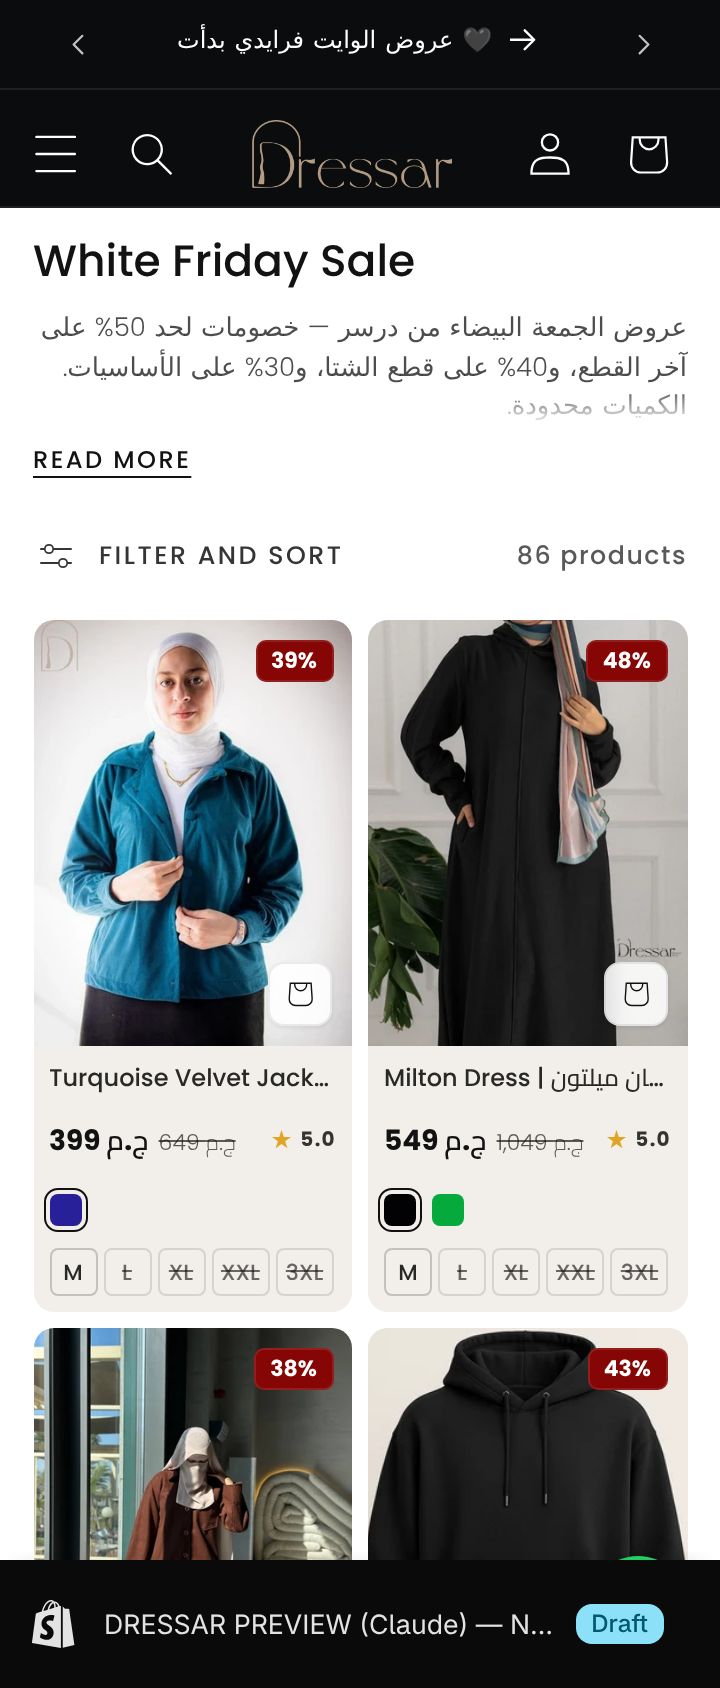 عروض الوايت فرايدي بدأت 🖤 →
Dressar
White Friday Sale
عروض الجمعة البيضاء من درسر — خصومات لحد 50% على
آخر القطع، و40% على قطع الشتا، و30% على الأساسيات.
الكميات محدودة.
READ MORE
FILTER AND SORT
86 products
39%
48%
Dressar
Turquoise Velvet Jack...
Milton Dress | ان ميلتون...
399 ج.م 649 ج.م ★ 5.0
549 ج.م 1,049 ج.م ★ 5.0
M L XL XXL 3XL
M L XL XXL 3XL
38%
43%
DRESSAR PREVIEW (Claude) — N...
Draft